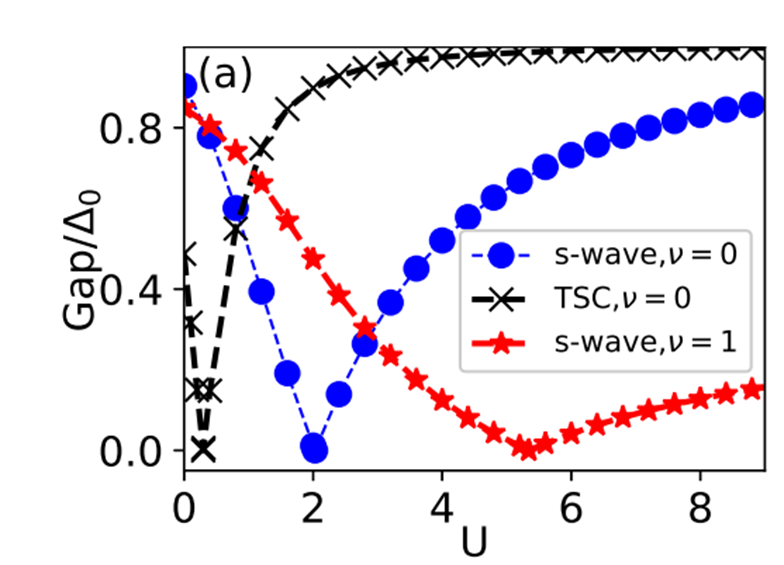 (a)
Gap/Δ₀
0.8
0.4
0.0
s-wave,ν = 0
TSC,ν = 0
s-wave,ν = 1
0 2 4 6 8
U